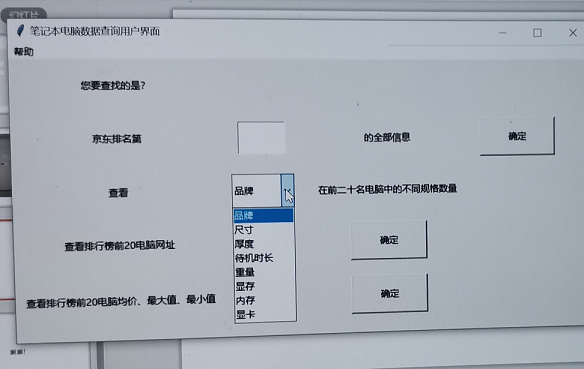 幻灯片
笔记本电脑数据查询用户界面
帮助
您要查找的是?
京东排名第 的全部信息 确定
查看 品牌 在前二十名电脑中的不同规格数量
品牌
尺寸
厚度
待机时长
重量
显存
内存
显卡
查看排行榜前20电脑网址 确定
查看排行榜前20电脑均价、最大值、最小值 确定